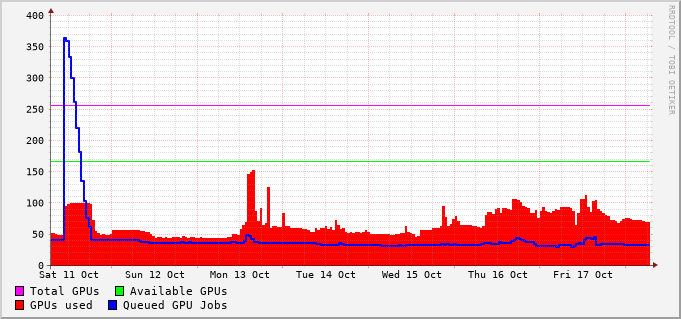 400
350
300
250
200
150
100
50
0
Sat 11 Oct Sun 12 Oct Mon 13 Oct Tue 14 Oct Wed 15 Oct Thu 16 Oct Fri 17 Oct
Total GPUs Available GPUs
GPUs used Queued GPU Jobs
RRDTOOL / TOBI OETIKER